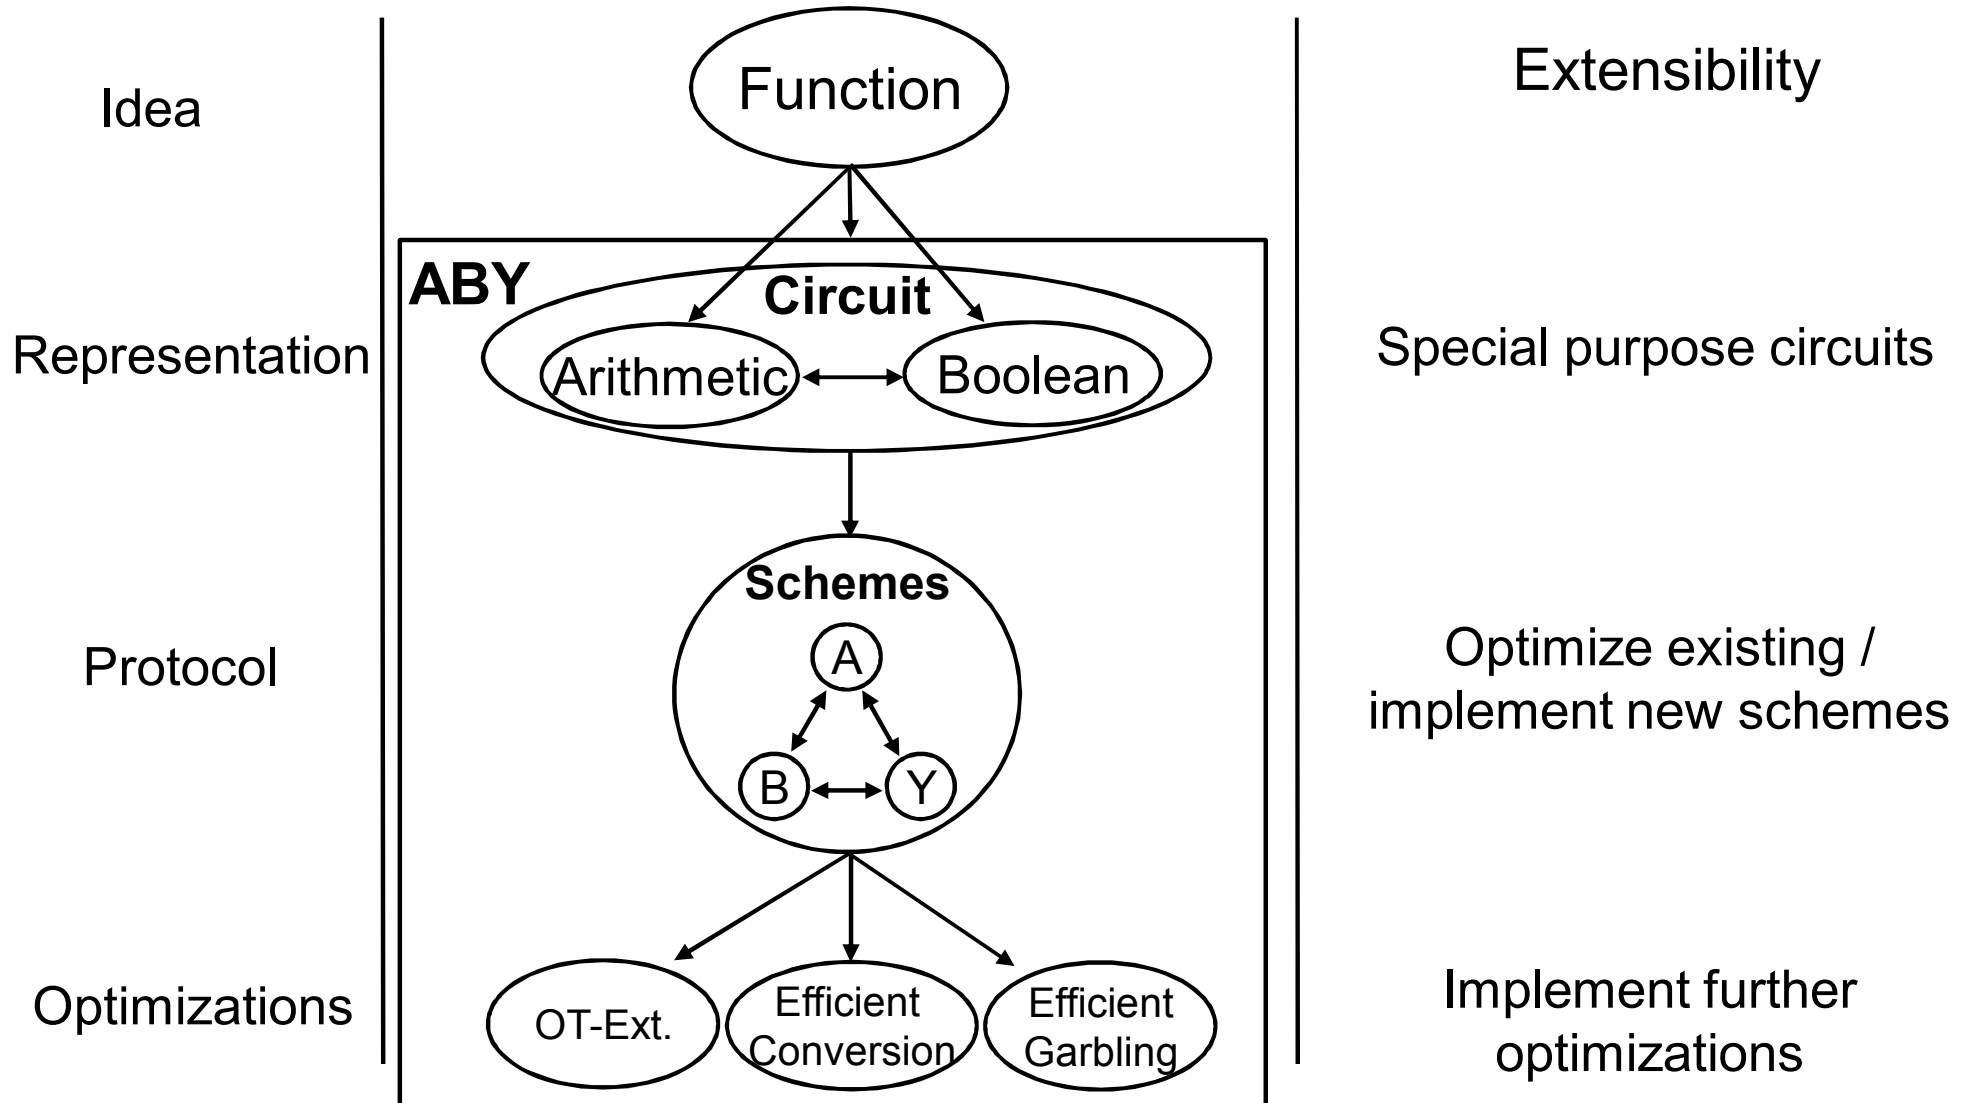 Idea
Function
Extensibility
ABY
Circuit
Representation
Arithmetic
Boolean
Special purpose circuits
Schemes
Protocol
A
B
Y
Optimize existing /
implement new schemes
Optimizations
OT-Ext.
Efficient
Conversion
Efficient
Garbling
Implement further
optimizations